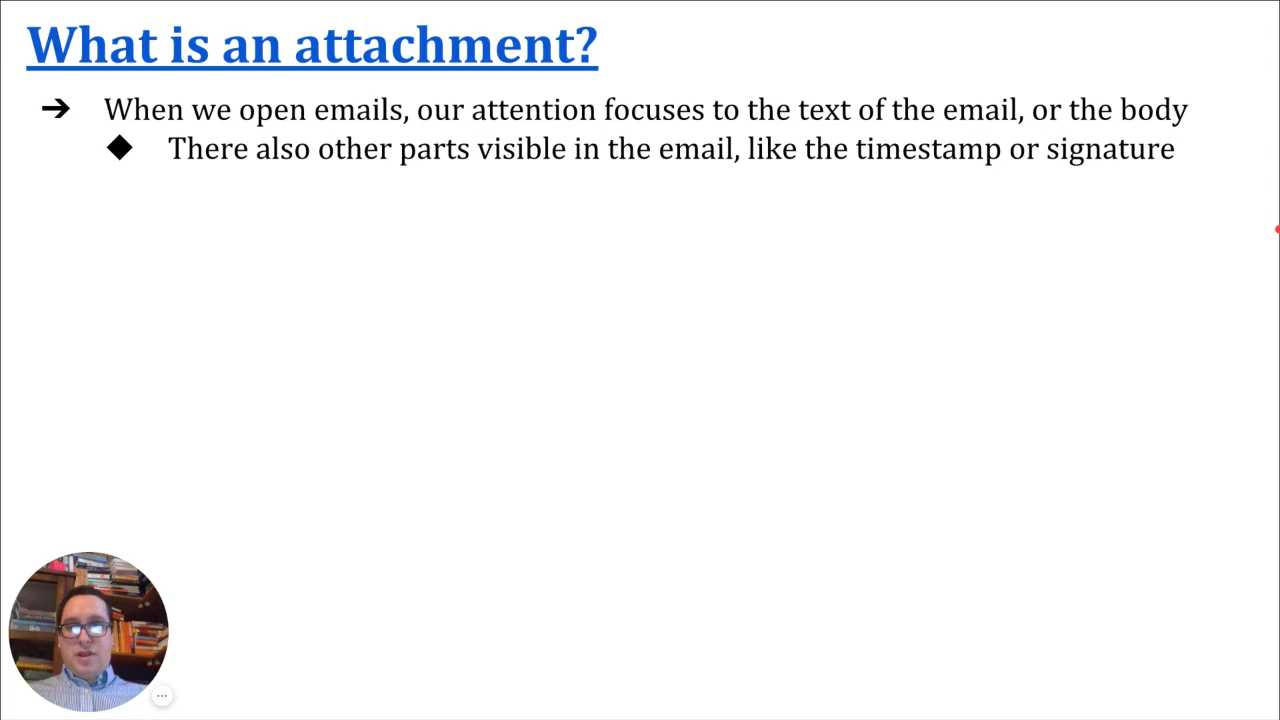 What is an attachment?
➔ When we open emails, our attention focuses to the text of the email, or the body
◆ There also other parts visible in the email, like the timestamp or signature